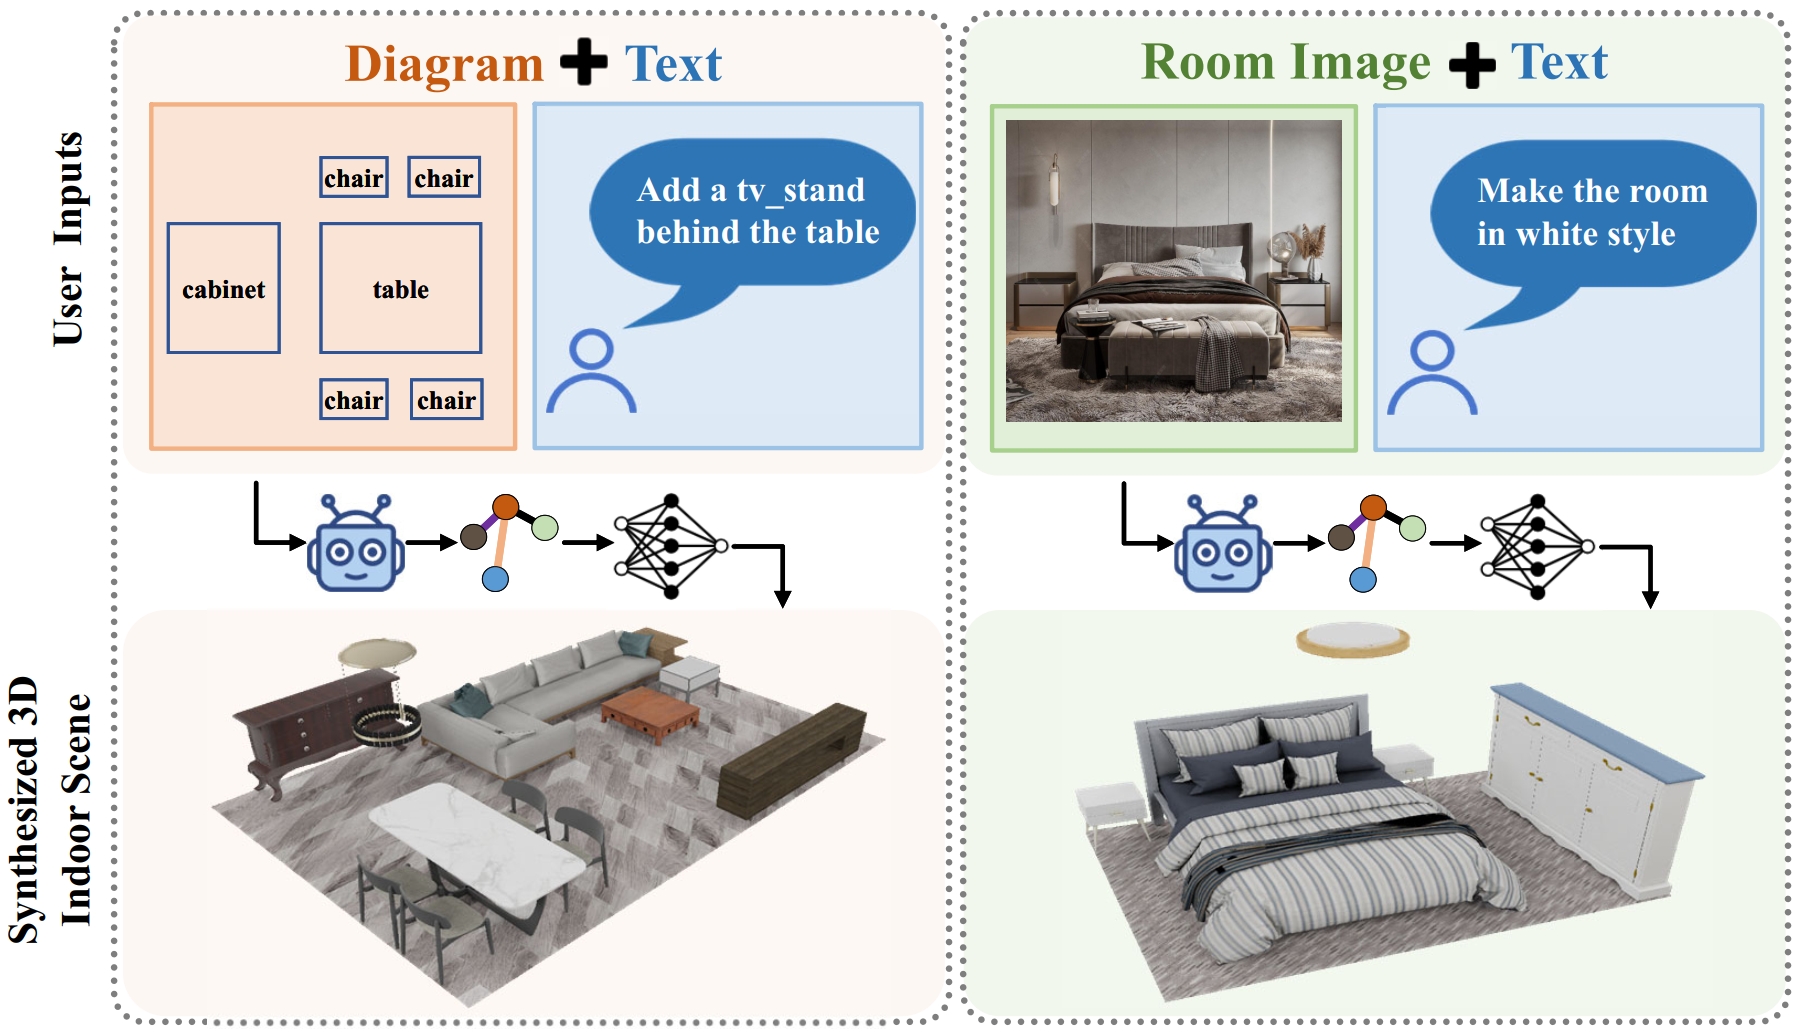 Diagram + Text
Room Image + Text
User Inputs
chair chair
cabinet table
chair chair
Add a tv_stand
behind the table
Make the room
in white style
Synthesized 3D
Indoor Scene